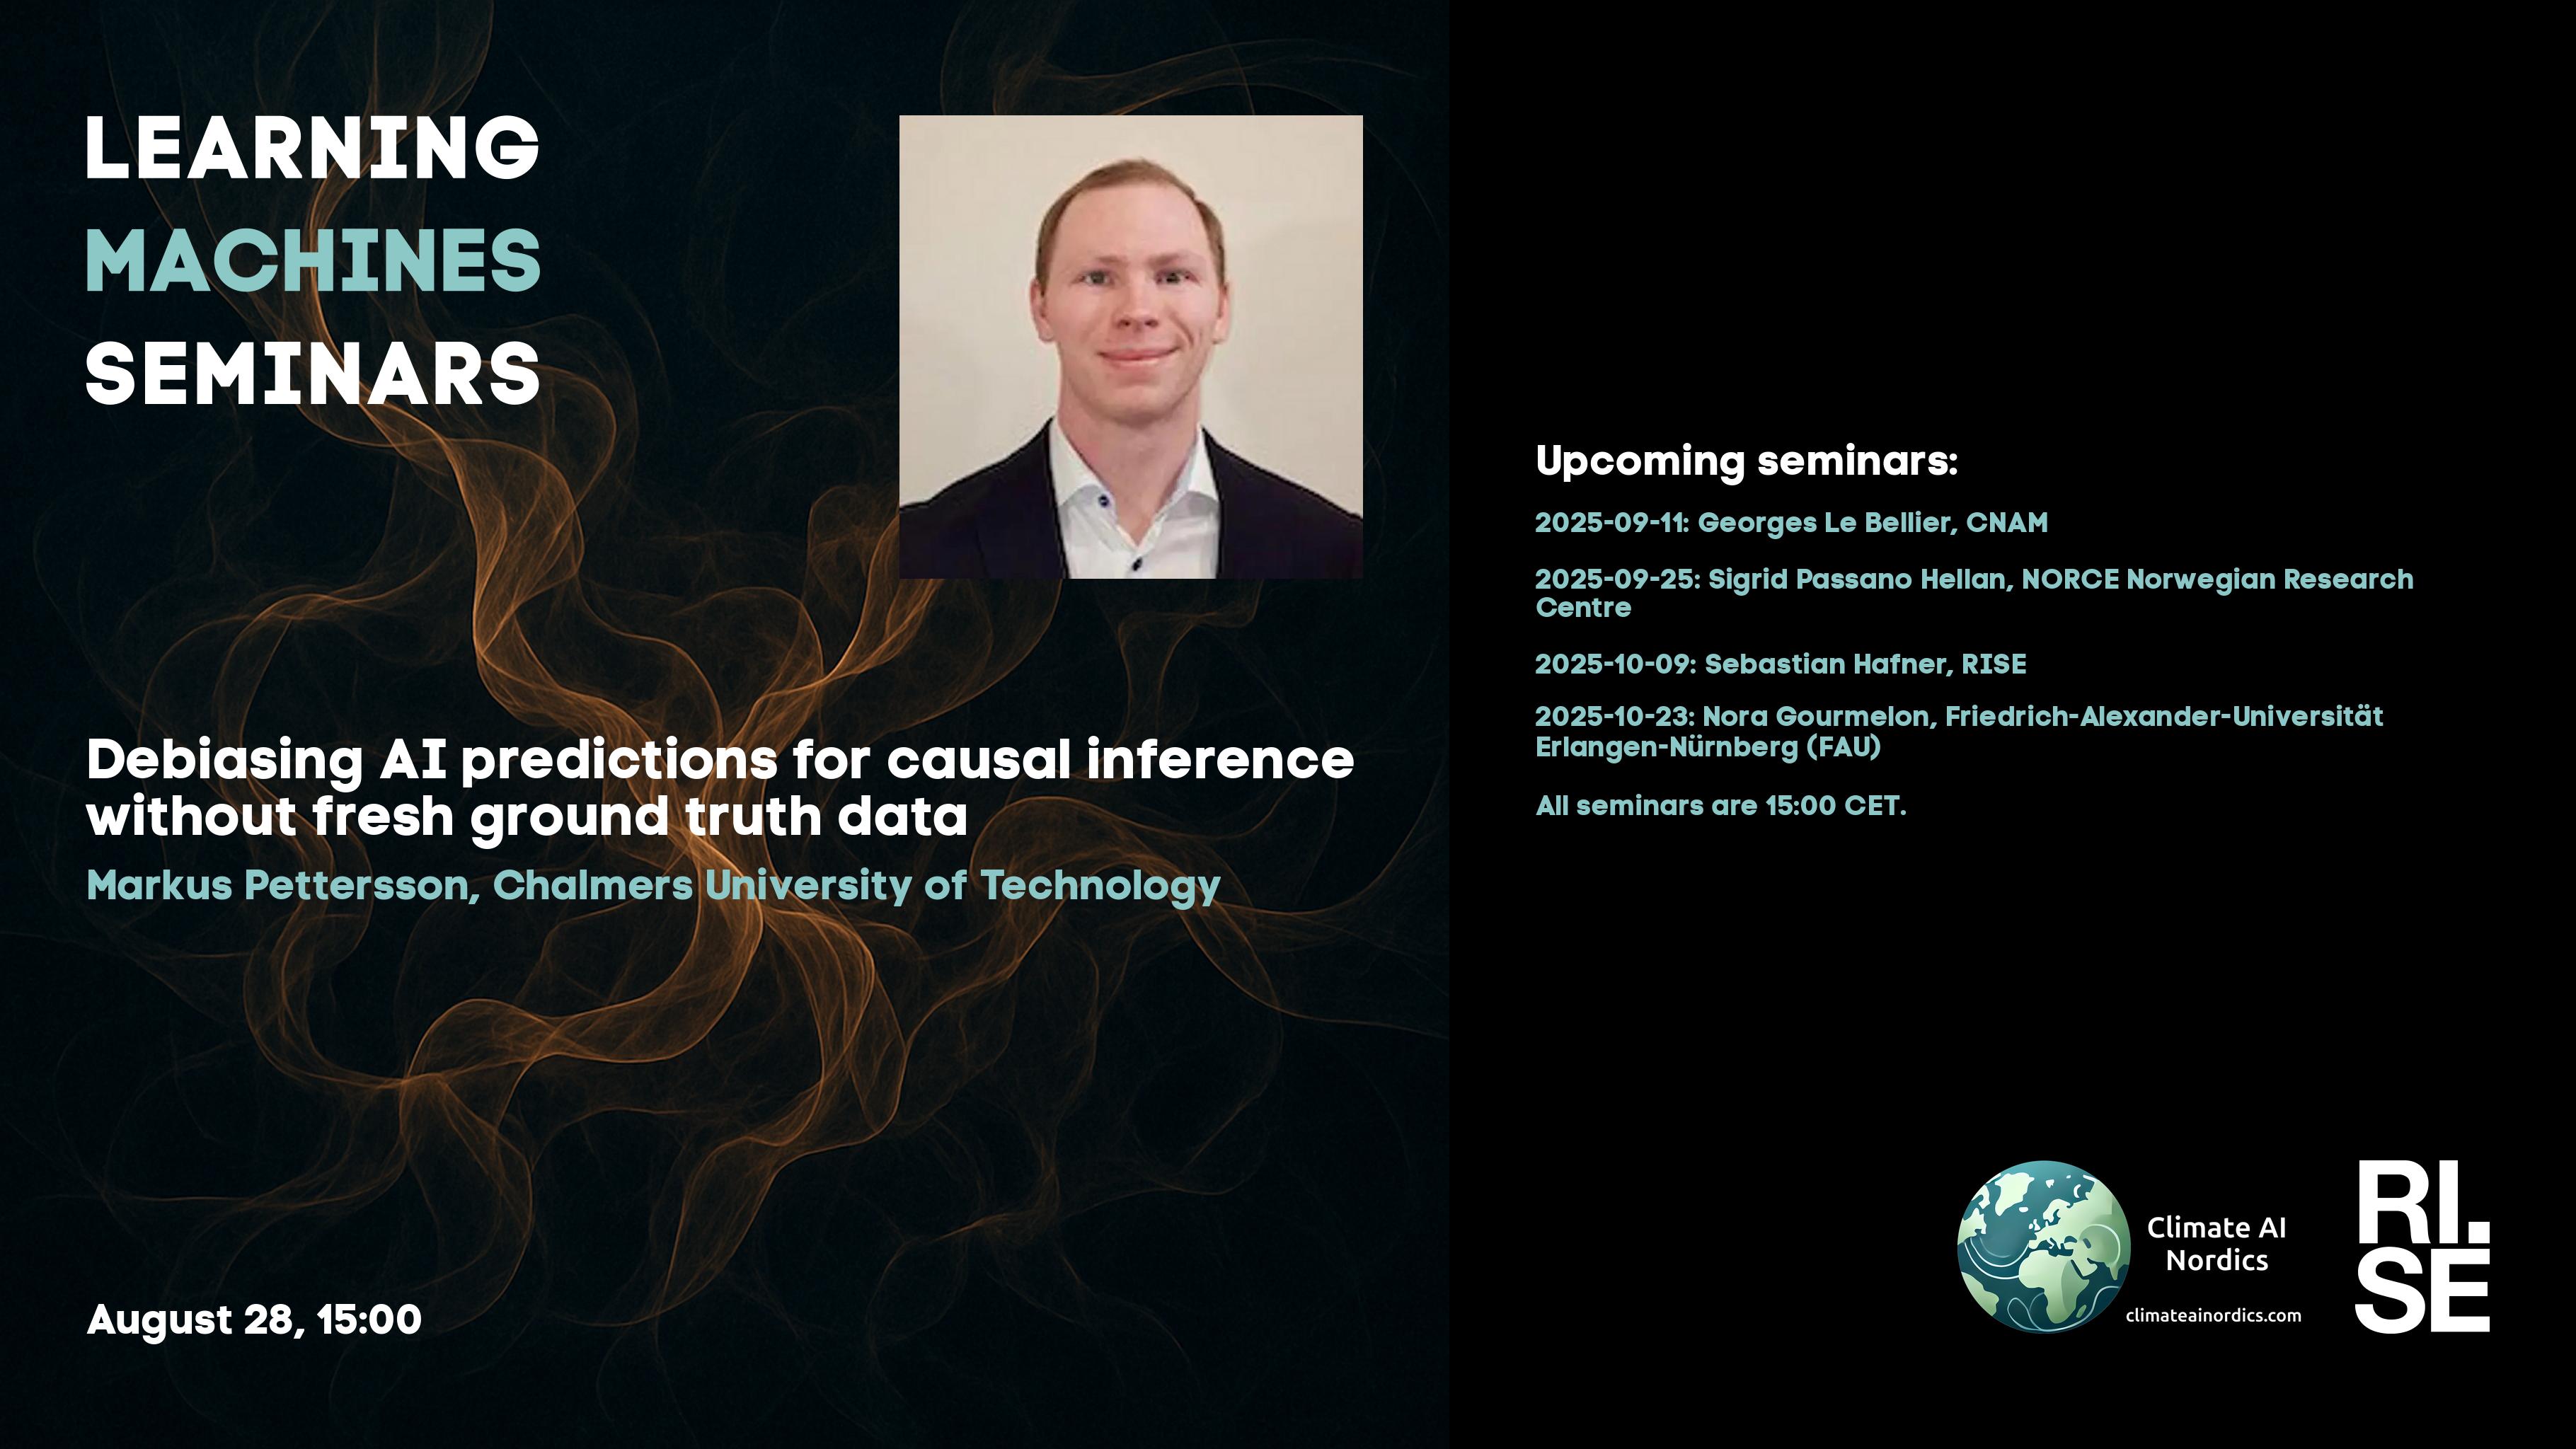 LEARNING
MACHINES
SEMINARS
Debiasing AI predictions for causal inference
without fresh ground truth data
Markus Pettersson, Chalmers University of Technology
August 28, 15:00
Upcoming seminars:
2025-09-11: Georges Le Bellier, CNAM
2025-09-25: Sigrid Passano Hellan, NORCE Norwegian Research
Centre
2025-10-09: Sebastian Hafner, RISE
2025-10-23: Nora Gourmelon, Friedrich-Alexander-Universität
Erlangen-Nürnberg (FAU)
All seminars are 15:00 CET.
Climate AI
Nordics
climateainordics.com
RI.
SE